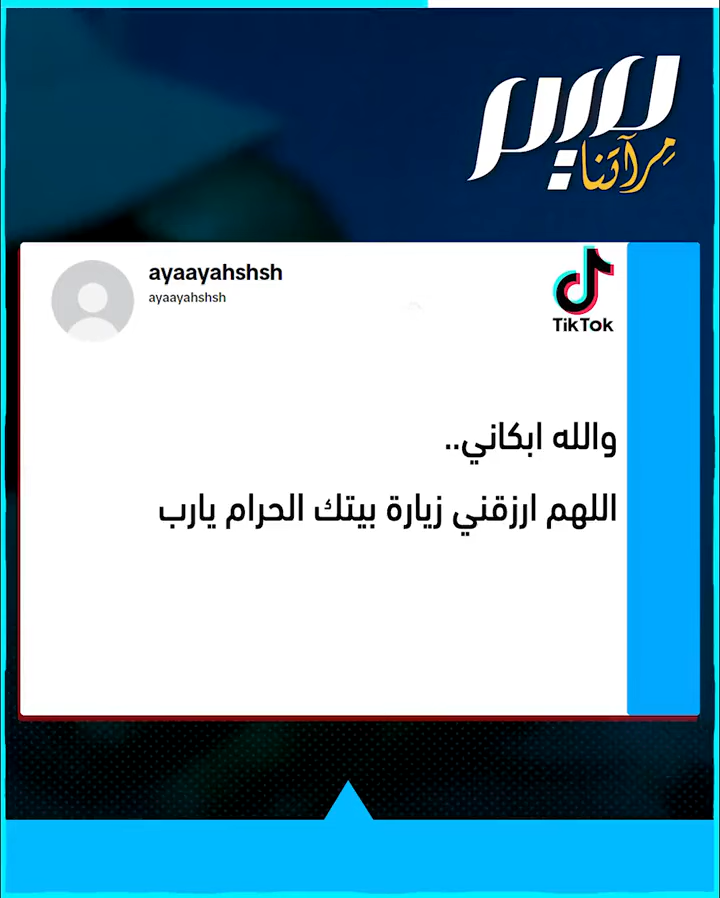 مرآتنا
ayaayahshsh
ayaayahshsh
TikTok
والله ابكاني..
اللهم ارزقني زيارة بيتك الحرام يارب